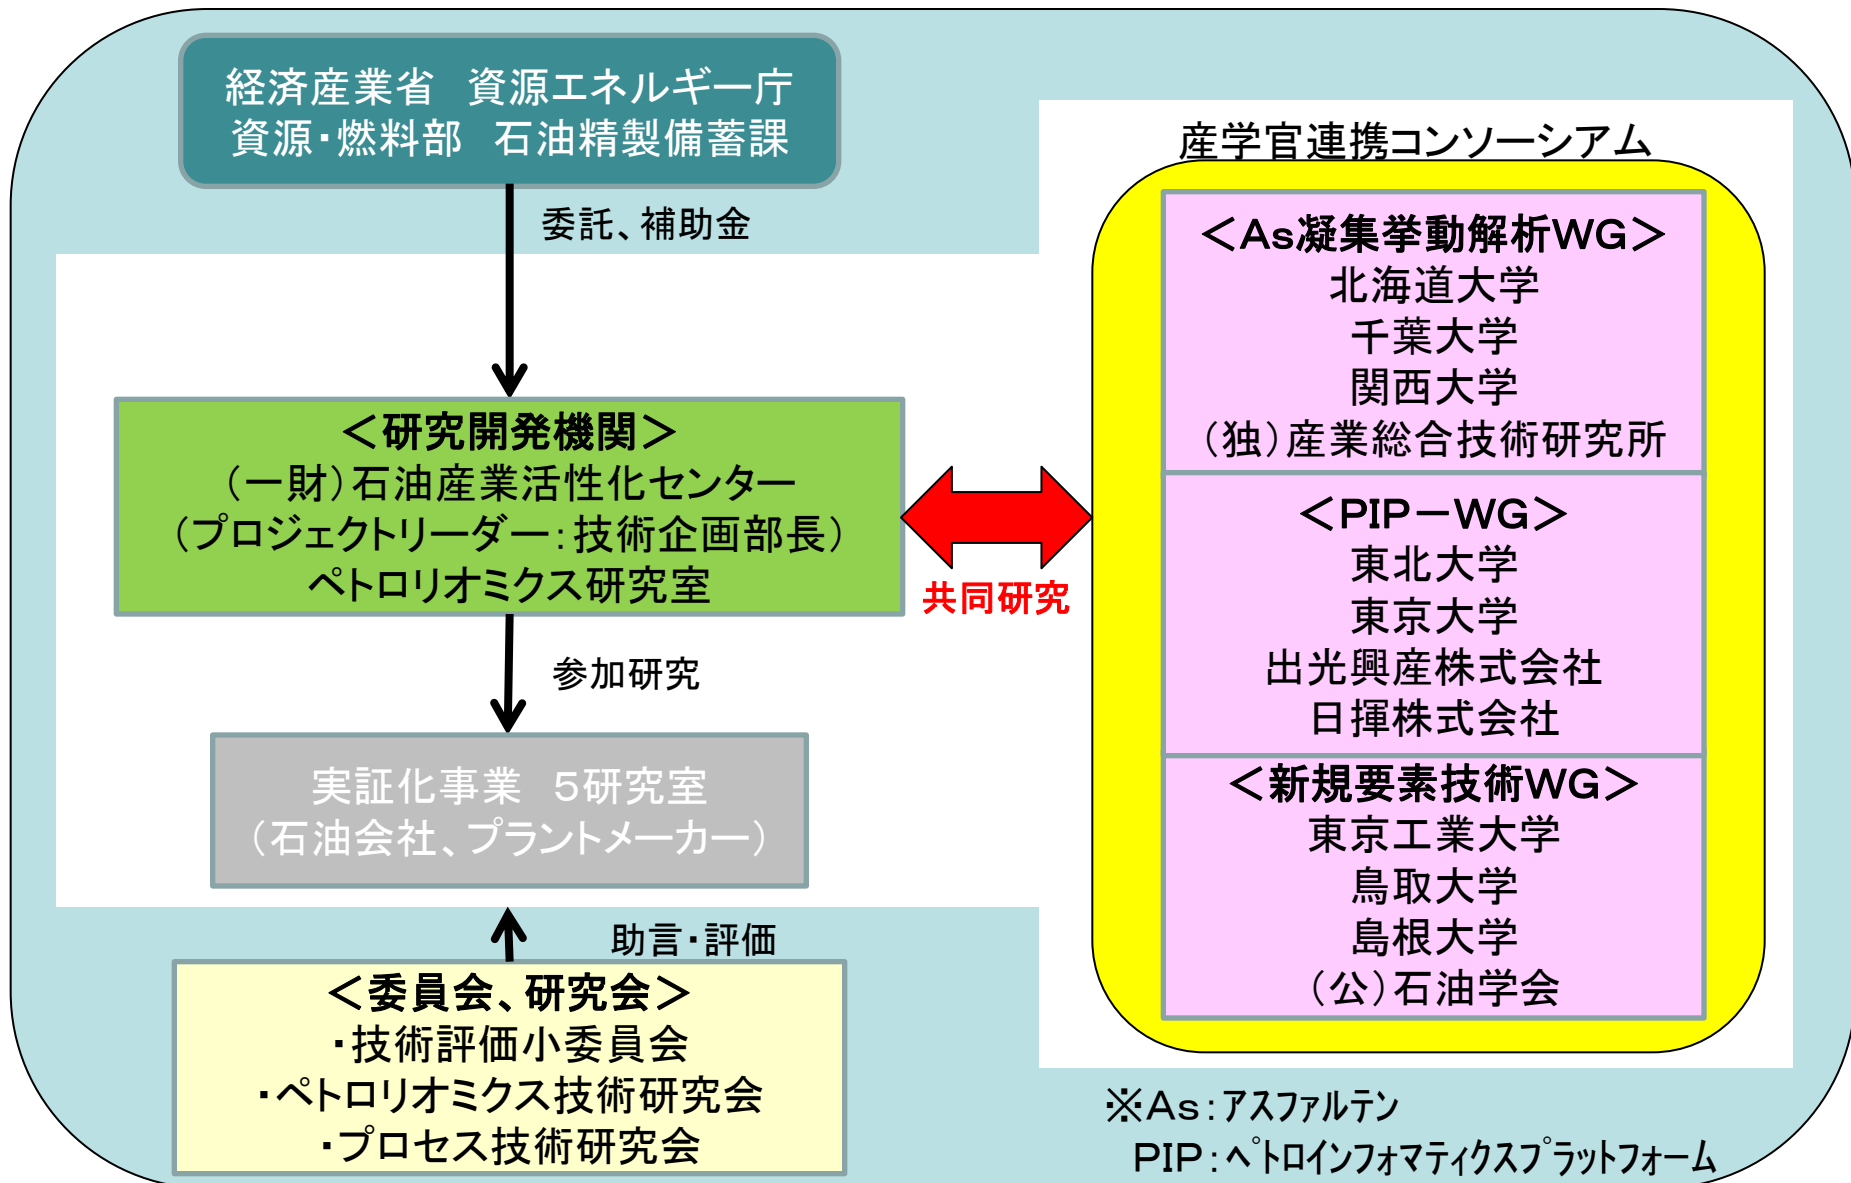 経済産業省　資源エネルギー庁
資源・燃料部　石油精製備蓄課
委託、補助金
＜研究開発機関＞
（一財）石油産業活性化センター
（プロジェクトリーダー：技術企画部長）
ペトロリオミクス研究室
参加研究
実証化事業　５研究室
（石油会社、プラントメーカー）
助言・評価
＜委員会、研究会＞
・技術評価小委員会
・ペトロリオミクス技術研究会
・プロセス技術研究会
共同研究
産学官連携コンソーシアム
＜Ａｓ凝集挙動解析ＷＧ＞
北海道大学
千葉大学
関西大学
（独）産業総合技術研究所
＜ＰＩＰ－ＷＧ＞
東北大学
東京大学
出光興産株式会社
日揮株式会社
＜新規要素技術ＷＧ＞
東京工業大学
鳥取大学
島根大学
（公）石油学会
※Ａｓ：アスファルテン
ＰＩＰ：ペトロインフォマティクスプラットフォーム